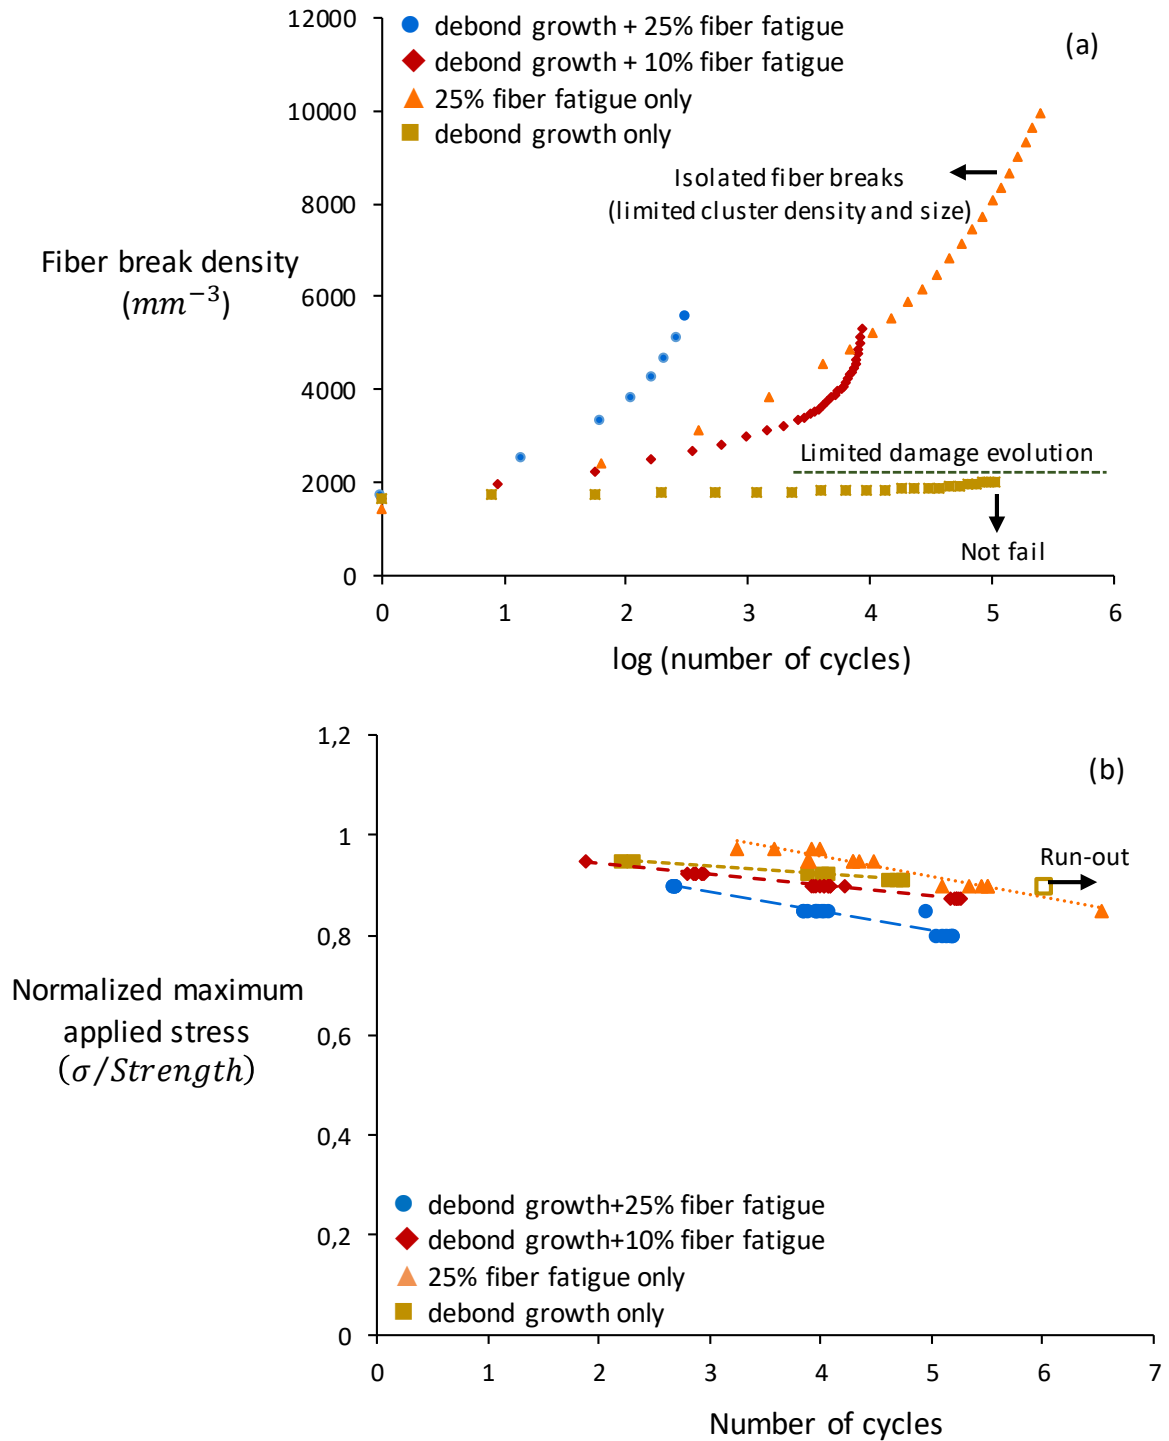 12000
10000
8000
6000
4000
2000
0
debond growth + 25% fiber fatigue
debond growth + 10% fiber fatigue
25% fiber fatigue only
debond growth only
(a)
Isolated fiber breaks
(limited cluster density and size)
Fiber break density
(mm⁻³)
Limited damage evolution
Not fail
0 1 2 3 4 5 6
log (number of cycles)
1,2
1
0,8
0,6
0,4
0,2
0
(b)
Run-out
Normalized maximum
applied stress
(σ/Strength)
debond growth+25% fiber fatigue
debond growth+10% fiber fatigue
25% fiber fatigue only
debond growth only
0 1 2 3 4 5 6 7
Number of cycles